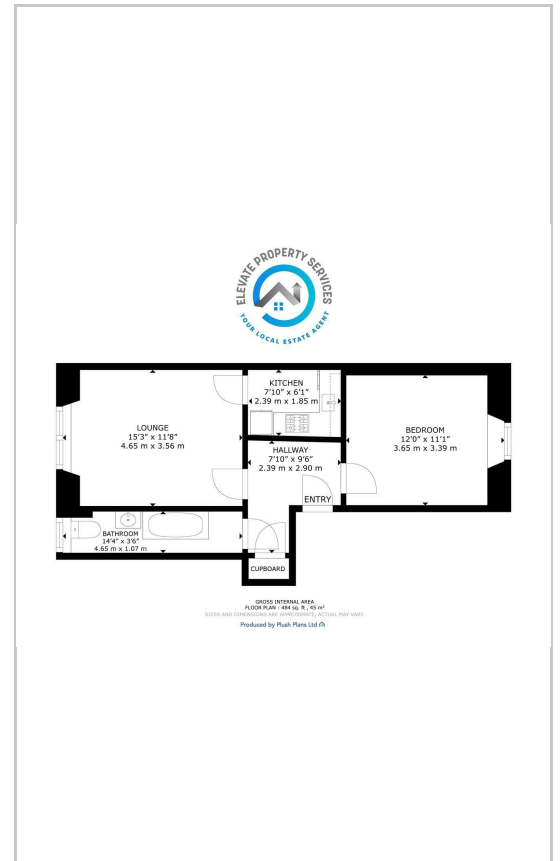 ELEVATE PROPERTY SERVICES
YOUR LOCAL ESTATE AGENT
KITCHEN
7'10" x 6'1"
2.39 m x 1.85 m
LOUNGE
15'3" x 11'8"
4.65 m x 3.56 m
BEDROOM
12'0" x 11'1"
3.65 m x 3.39 m
HALLWAY
7'10" x 9'6"
2.39 m x 2.90 m
ENTRY
BATHROOM
14'4" x 3'6"
4.65 m x 1.07 m
CUPBOARD
GROSS INTERNAL AREA
FLOOR PLAN : 484 sq. ft , 45 m²
SIZES AND DIMENSIONS ARE APPROXIMATE, ACTUAL MAY VARY.
Produced by Plush Plans Ltd